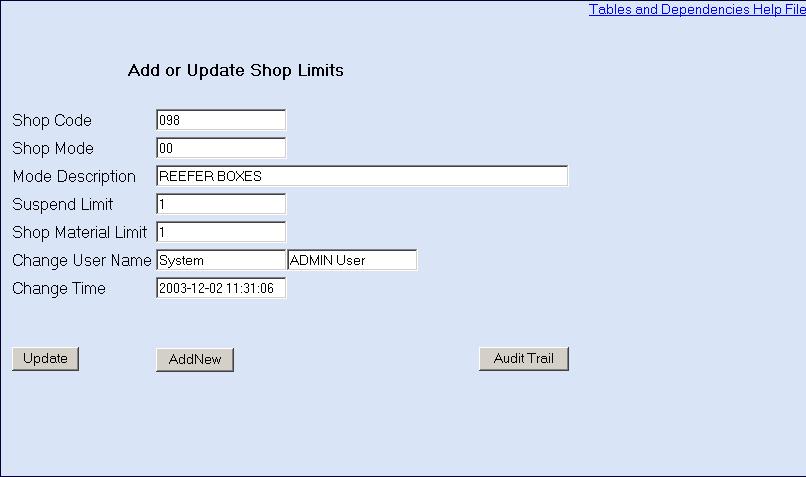 Tables and Dependencies Help File
Add or Update Shop Limits
Shop Code 098
Shop Mode 00
Mode Description REEFER BOXES
Suspend Limit 1
Shop Material Limit 1
Change User Name System ADMIN User
Change Time 2003-12-02 11:31:06
Update AddNew Audit Trail